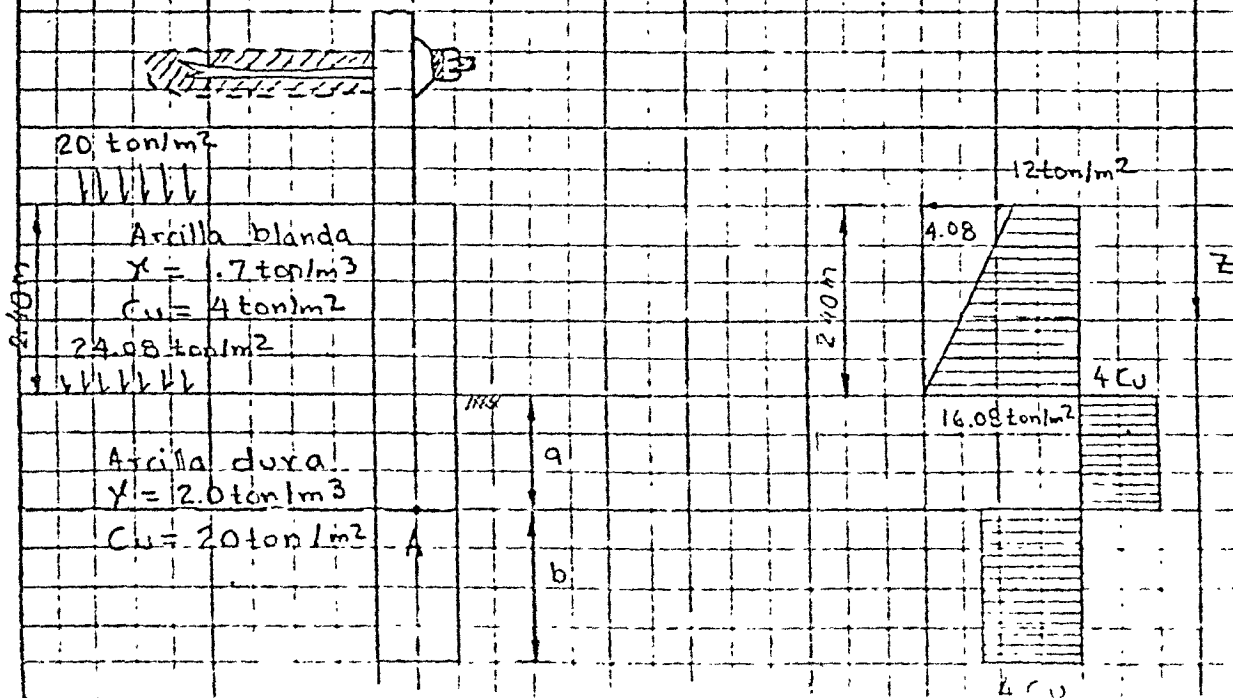 20 ton/m²
12 ton/m²
4.08
Arcilla blanda
γ = 1.7 ton/m³
Cu = 4 ton/m²
2.40 m
2.40 m
Z
24.08 ton/m²
4 Cu
16.08 ton/m²
a
Arcilla dura
γ = 2.0 ton/m³
Cu = 20 ton/m²
A
b
4 Cu